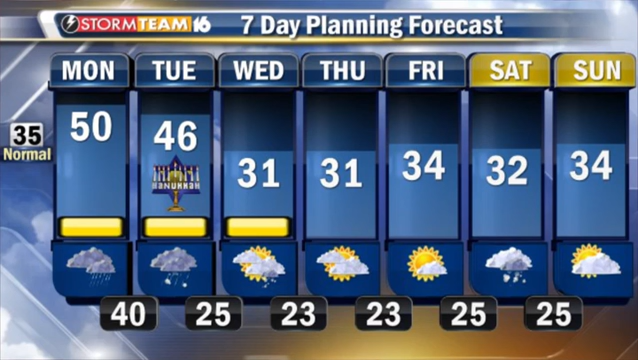 STORMTEAM 16 7 Day Planning Forecast
MON TUE WED THU FRI SAT SUN
35
Normal
50 46 31 31 34 32 34
HANUKKAH
40 25 23 23 25 25